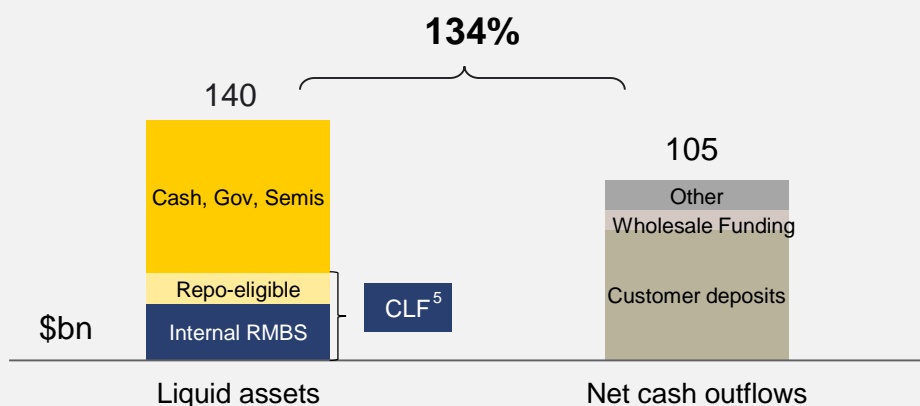 134%
140
105
Cash, Gov, Semis
Other
Wholesale Funding
Repo-eligible
Customer deposits
CLF5
$bn
Internal RMBS
Liquid assets
Net cash outflows